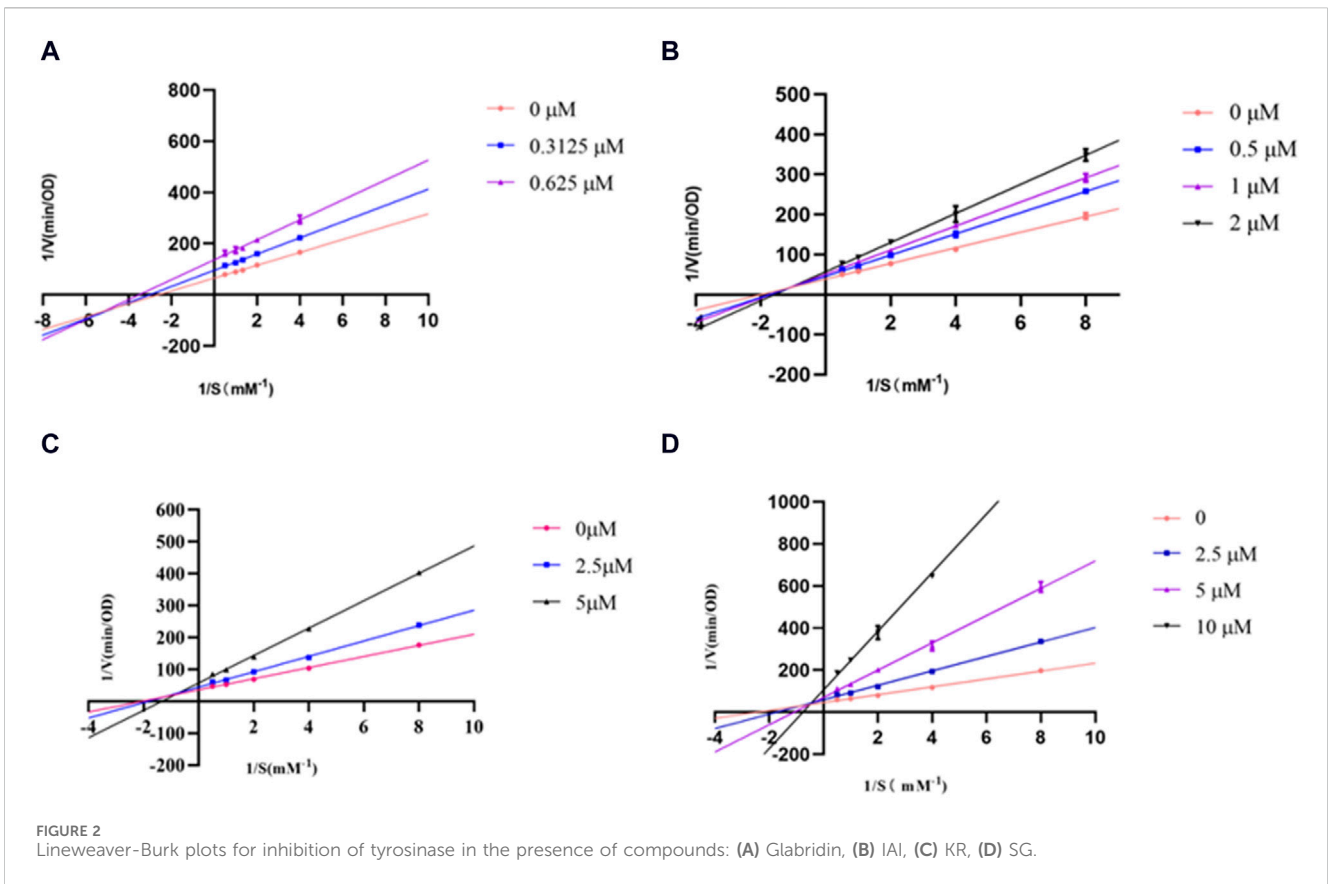 A
800
600
400
200
-200
-8 -6 -4 -2 2 4 6 8 10
1/V(min/OD)
1/S(mM-1)
0 μM
0.3125 μM
0.625 μM
B
500
400
300
200
100
-100
-200
-4 -2 2 4 6 8
1/V(min/OD)
1/S(mM-1)
0 μM
0.5 μM
1 μM
2 μM
C
600
500
400
300
200
100
-100
-200
-4 -2 2 4 6 8 10
1/V(min/OD)
1/S(mM-1)
0μM
2.5μM
5μM
D
1000
800
600
400
200
-200
-4 -2 2 4 6 8 10
1/V(min/OD)
1/S( mM-1)
0
2.5 μM
5 μM
10 μM
FIGURE 2
Lineweaver-Burk plots for inhibition of tyrosinase in the presence of compounds: (A) Glabridin, (B) IAI, (C) KR, (D) SG.